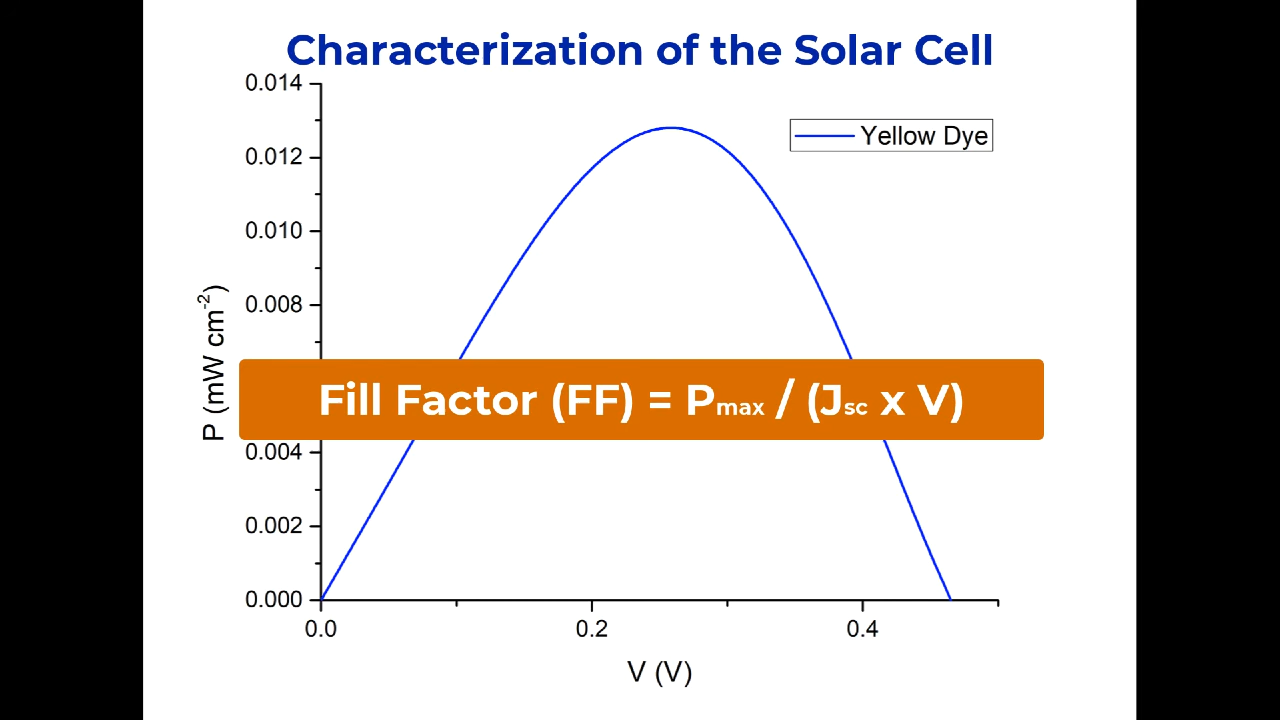 Characterization of the Solar Cell
0.014
Yellow Dye
0.012
0.010
0.008
P (mW cm⁻²)
Fill Factor (FF) = Pmax / (Jsc x V)
0.004
0.002
0.000
0.0 0.2 0.4
V (V)